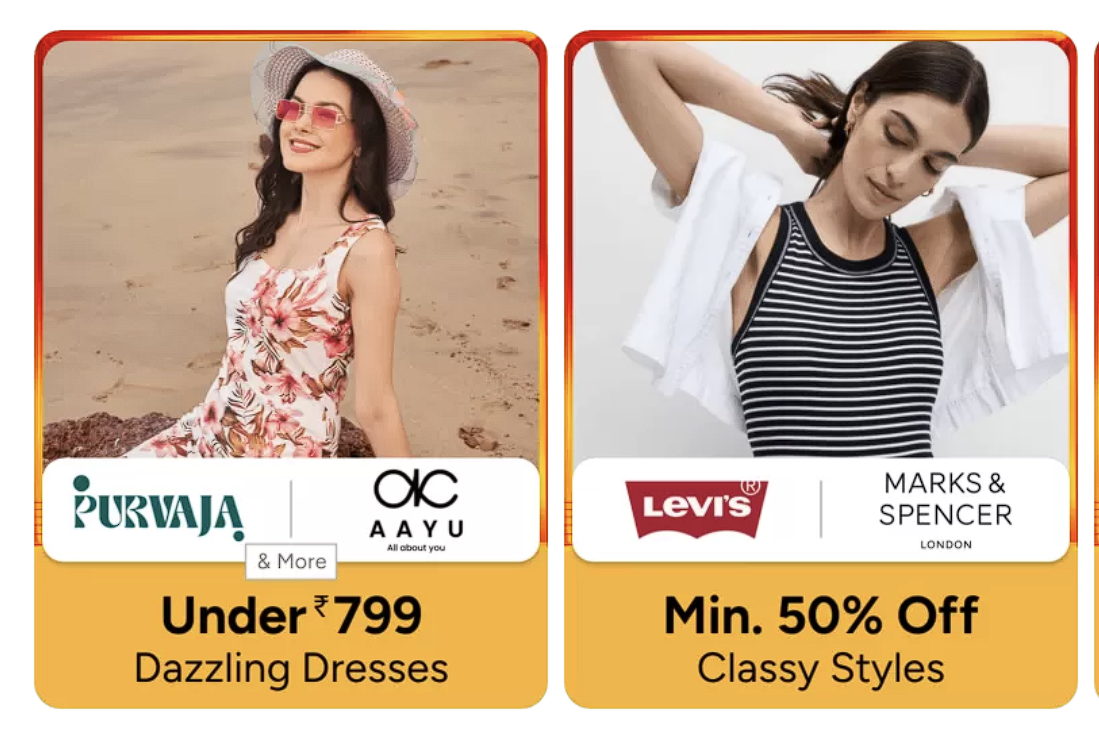 PURVAJA
AAYU
All about you
& More
Under ₹799
Dazzling Dresses
LEVI'S®
MARKS &
SPENCER
LONDON
Min. 50% Off
Classy Styles